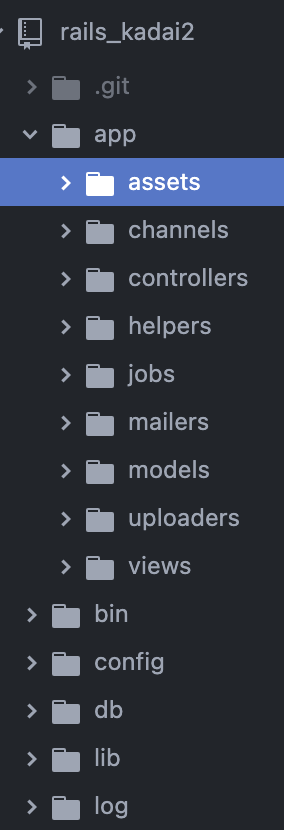 rails_kadai2
.git
app
assets
channels
controllers
helpers
jobs
mailers
models
uploaders
views
bin
config
db
lib
log